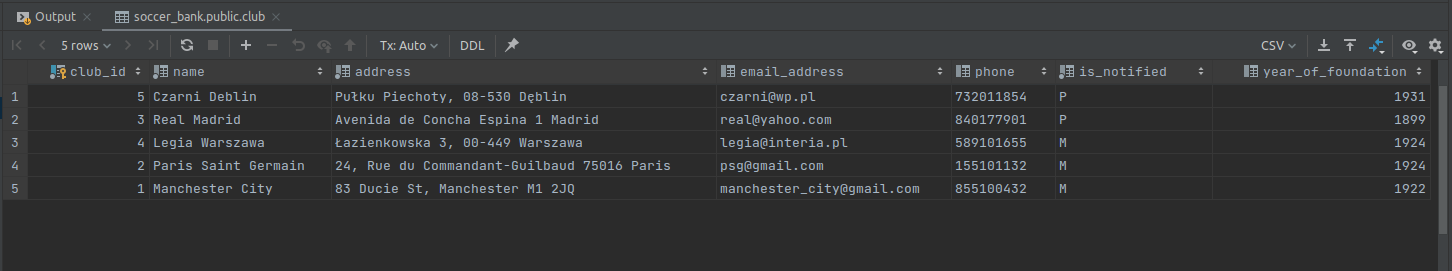 Output soccer_bank.public.club
5 rows Tx: Auto DDL CSV
club_id name address email_address phone is_notified year_of_foundation
1 5 Czarni Deblin Pułku Piechoty, 08-530 Dęblin czarni@wp.pl 732011854 P 1931
2 3 Real Madrid Avenida de Concha Espina 1 Madrid real@yahoo.com 840177901 P 1899
3 4 Legia Warszawa Łazienkowska 3, 00-449 Warszawa legia@interia.pl 589101655 M 1924
4 2 Paris Saint Germain 24, Rue du Commandant-Guilbaud 75016 Paris psg@gmail.com 155101132 M 1924
5 1 Manchester City 83 Ducie St, Manchester M1 2JQ manchester_city@gmail.com 855100432 M 1922